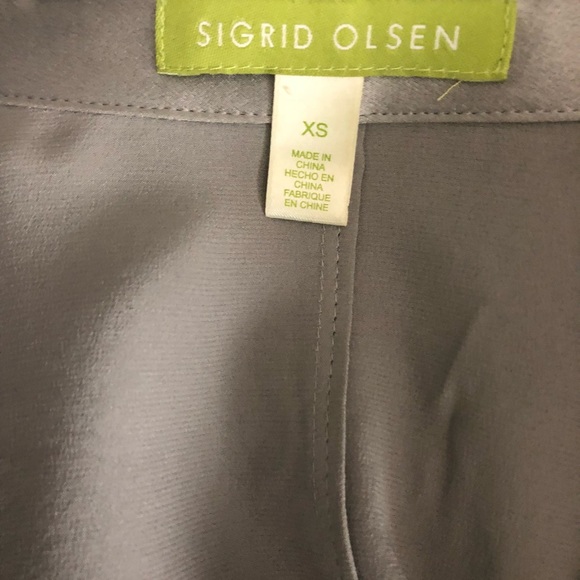 SIGRID OLSEN
XS
MADE IN
CHINA
HECHO EN
CHINA
FABRIQUE
EN CHINE